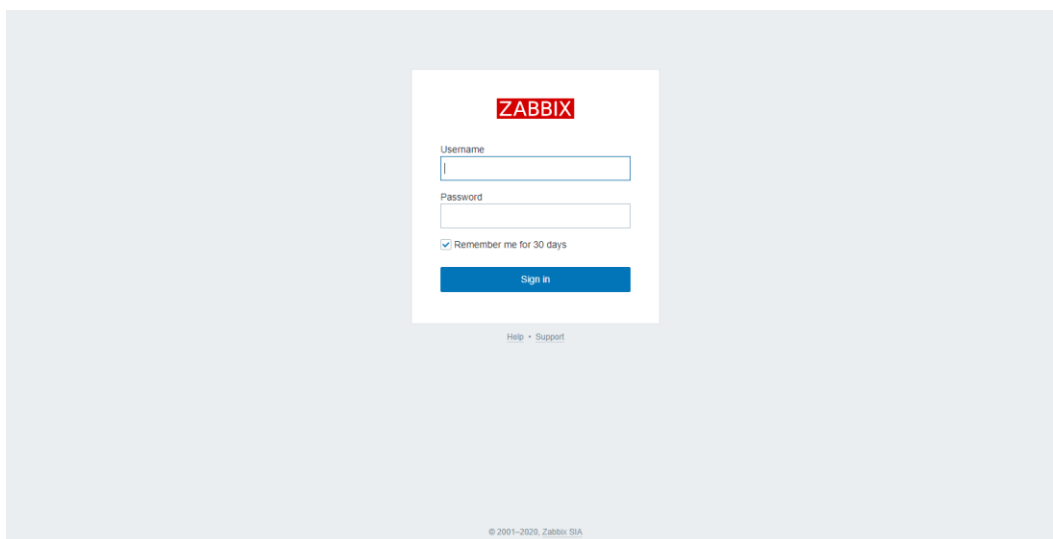 ZABBIX
Username
Password
Remember me for 30 days
Sign in
Help • Support
© 2001–2020, Zabbix SIA